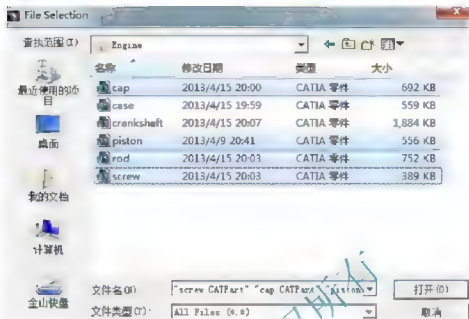 File Selection
查找范围(I): Engine
名称 修改日期 类型 大小
cap 2013/4/15 20:00 CATIA 零件 692 KB
case 2013/4/15 19:59 CATIA 零件 559 KB
crankshaft 2013/4/15 20:07 CATIA 零件 1,884 KB
piston 2013/4/9 20:41 CATIA 零件 556 KB
rod 2013/4/15 20:03 CATIA 零件 752 KB
screw 2013/4/15 20:03 CATIA 零件 389 KB
最近使用的项目
桌面
我的文档
计算机
金山快盘
文件名(N): "screw.CATPart" "cap.CATPart" "piston 打开(O)
文件类型(T): All Files (*.*) 取消
所有